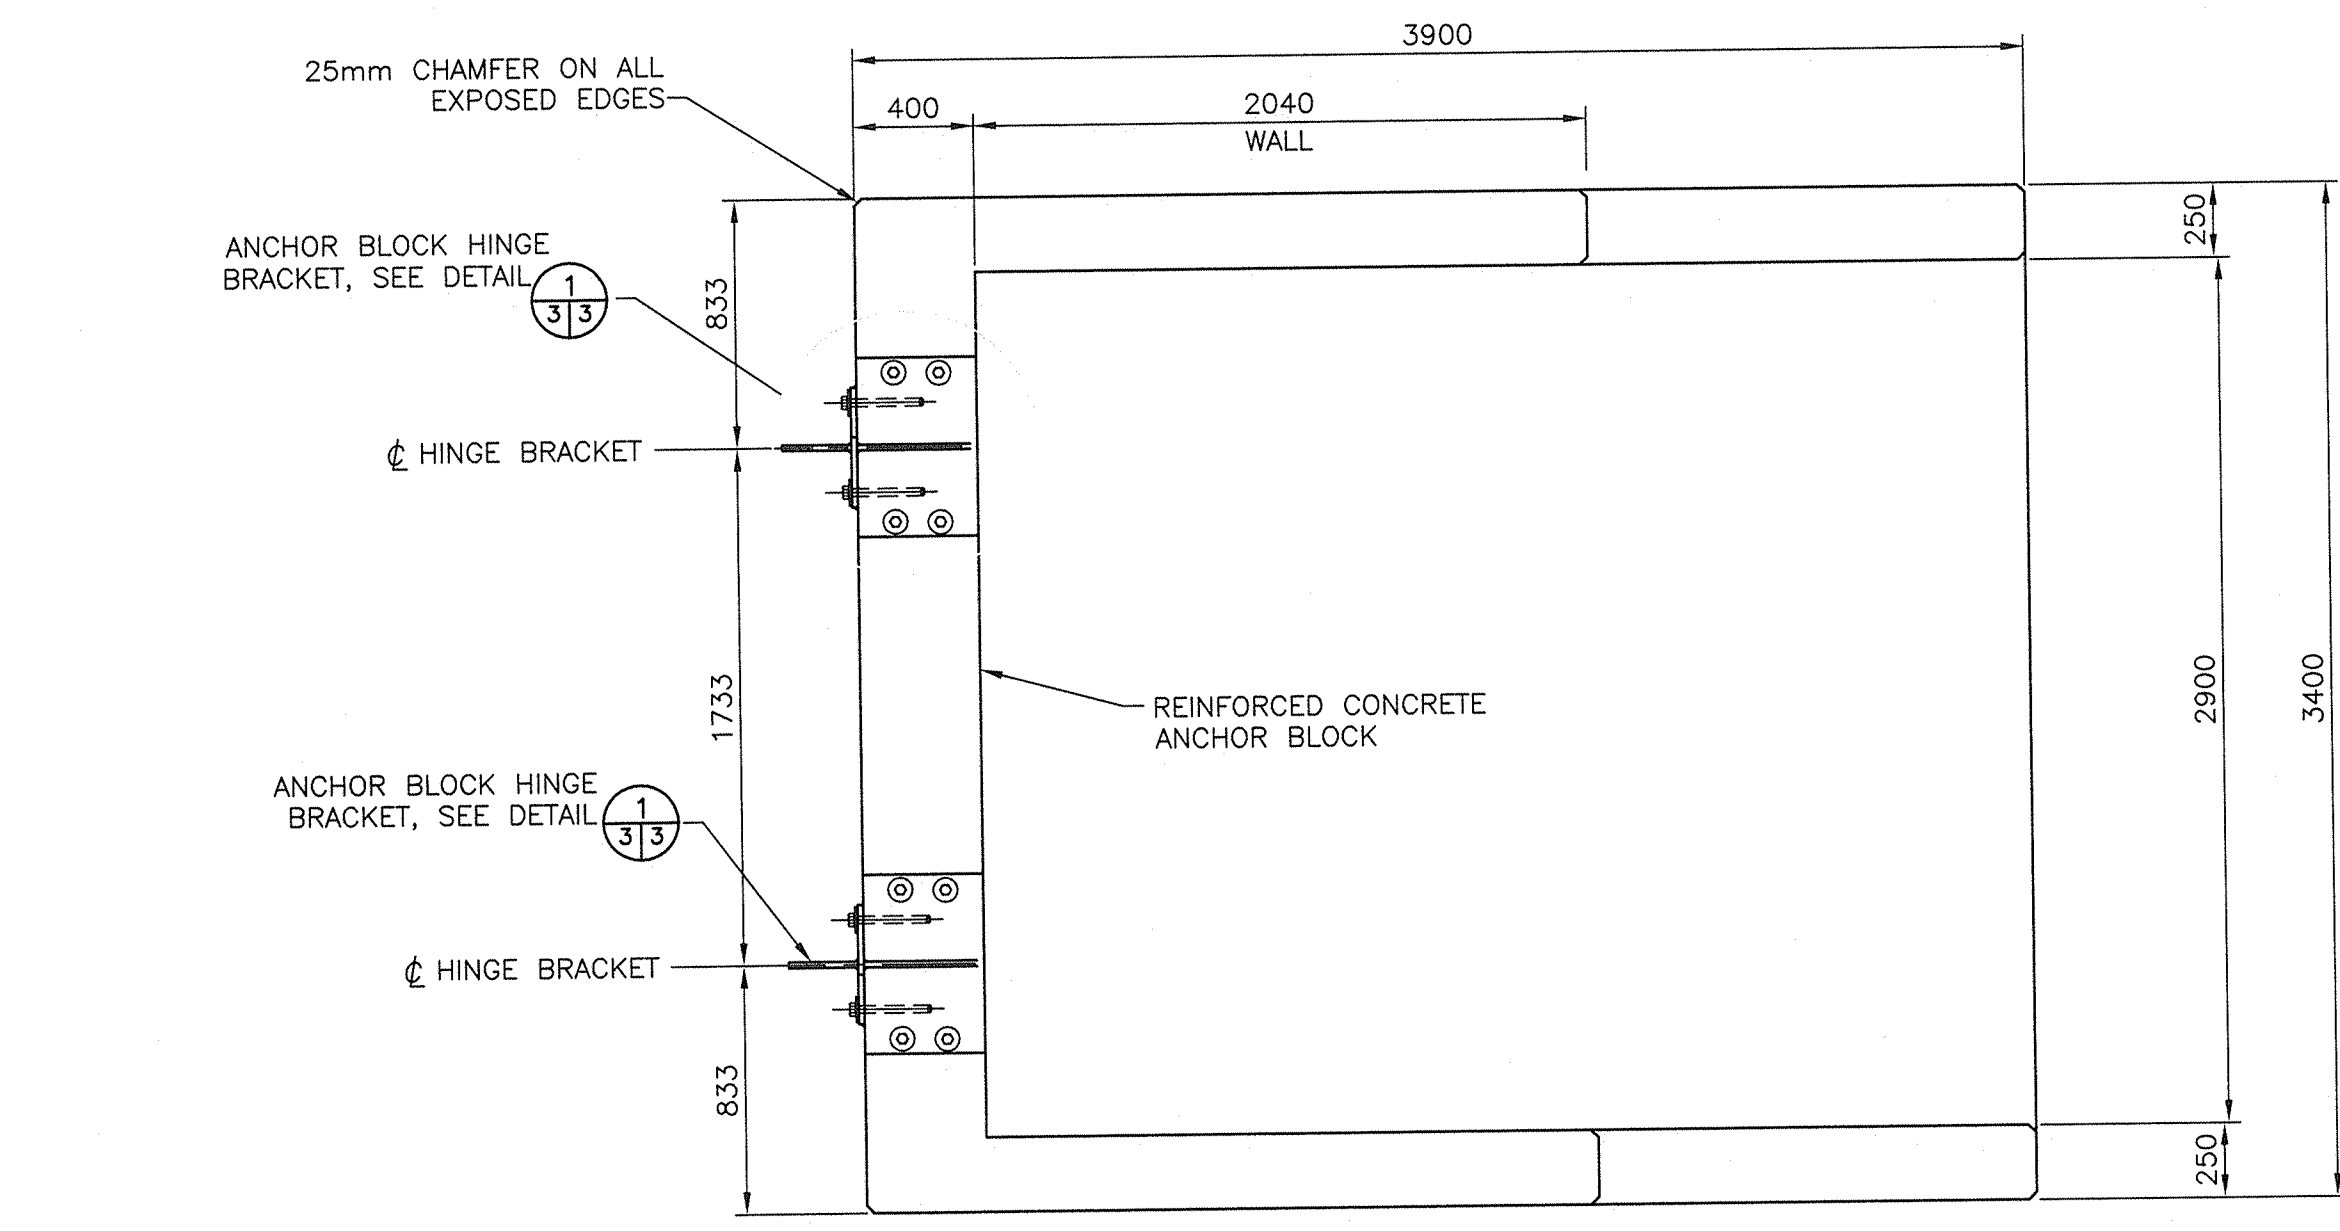 3900
25mm CHAMFER ON ALL
EXPOSED EDGES
400
2040
WALL
250
ANCHOR BLOCK HINGE
BRACKET, SEE DETAIL
1
3 3
833
℄ HINGE BRACKET
1733
2900
3400
REINFORCED CONCRETE
ANCHOR BLOCK
ANCHOR BLOCK HINGE
BRACKET, SEE DETAIL
1
3 3
℄ HINGE BRACKET
833
250